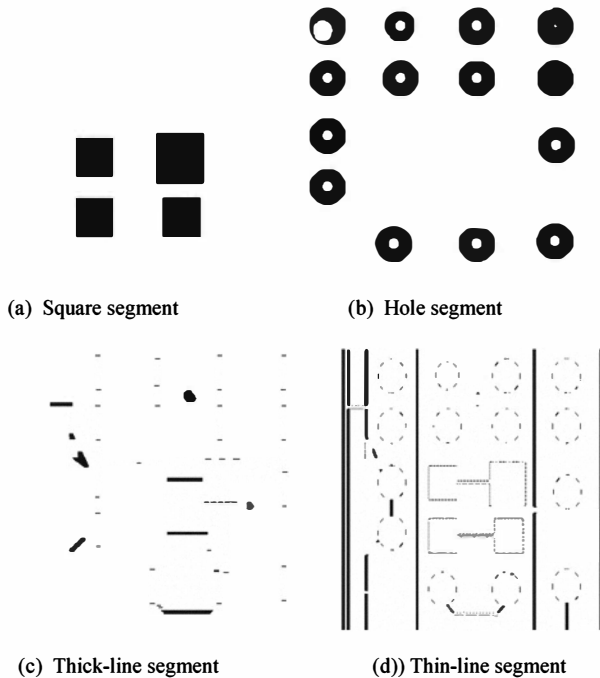 (a) Square segment
(b) Hole segment
(c) Thick-line segment
(d)) Thin-line segment